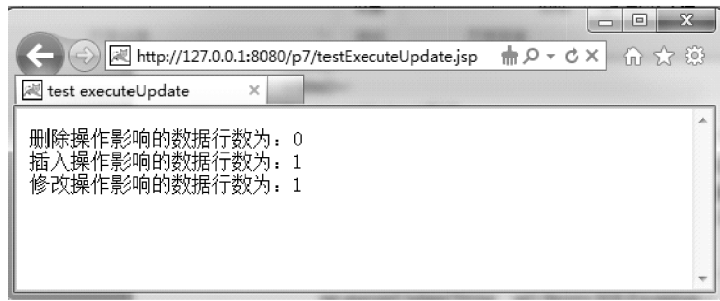 http://127.0.0.1:8080/p7/testExecuteUpdate.jsp
test executeUpdate
删除操作影响的数据行数为：0
插入操作影响的数据行数为：1
修改操作影响的数据行数为：1